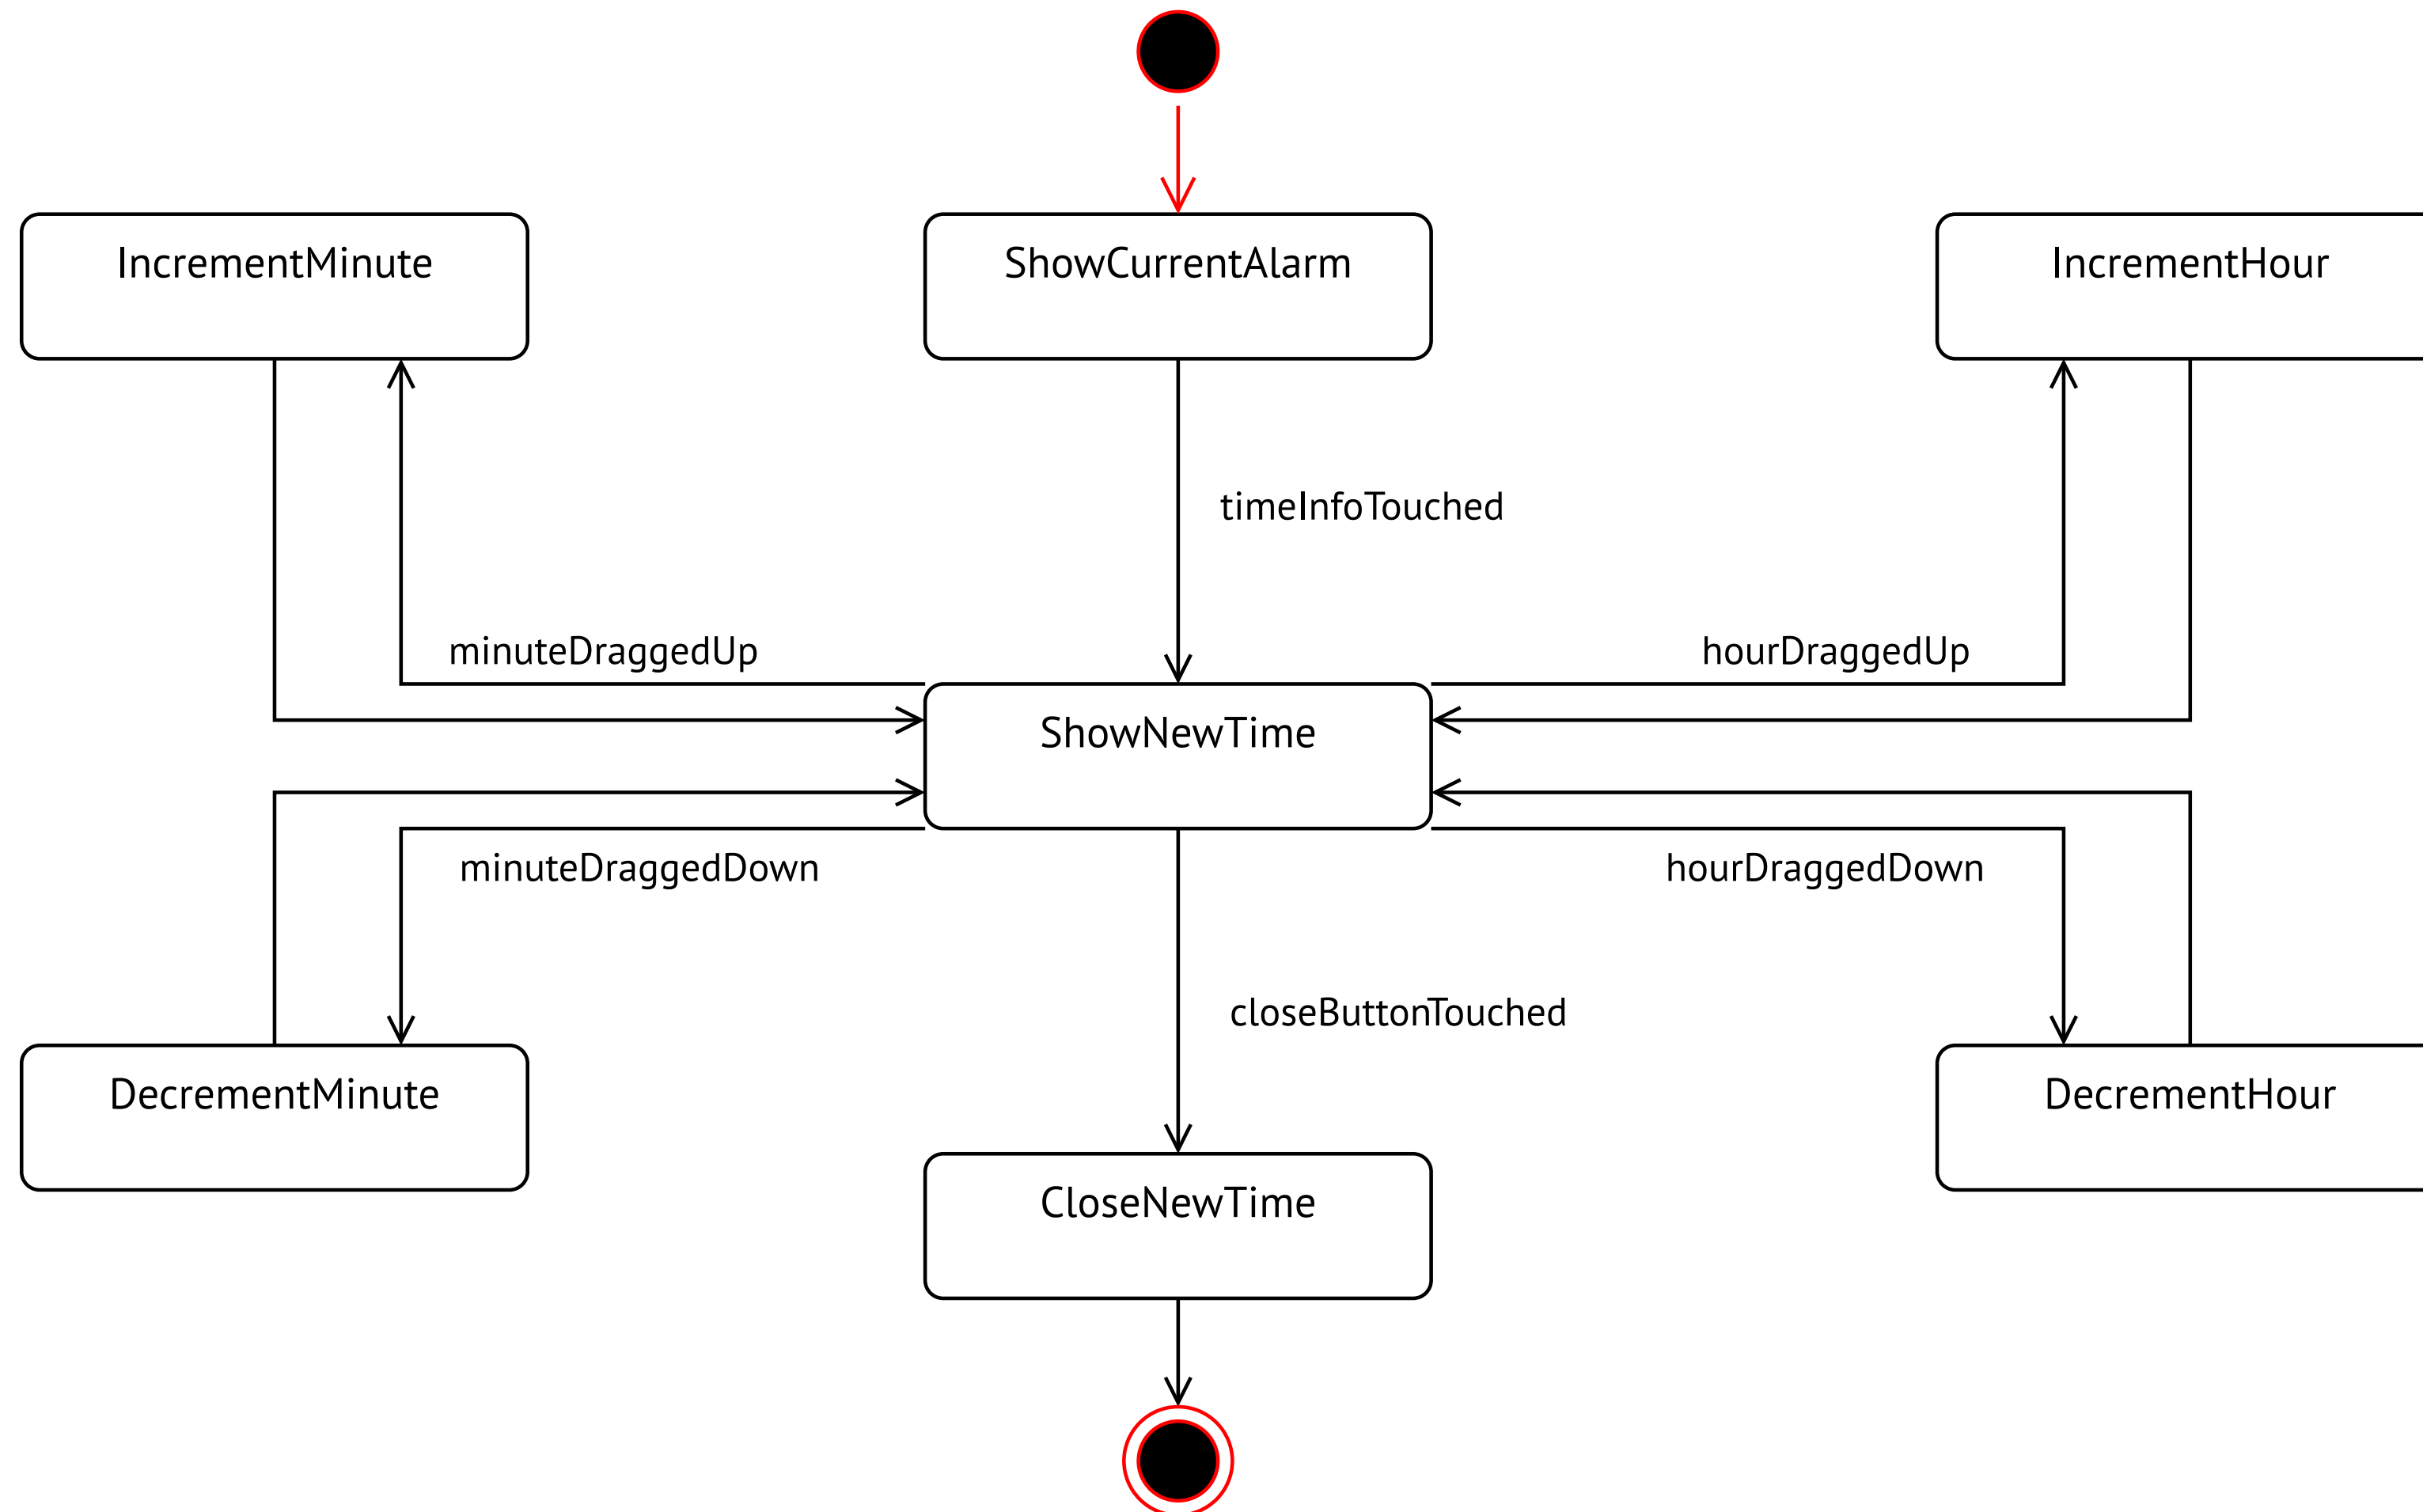 IncrementMinute
ShowCurrentAlarm
IncrementHour
timeInfoTouched
minuteDraggedUp
hourDraggedUp
ShowNewTime
minuteDraggedDown
hourDraggedDown
closeButtonTouched
DecrementMinute
DecrementHour
CloseNewTime